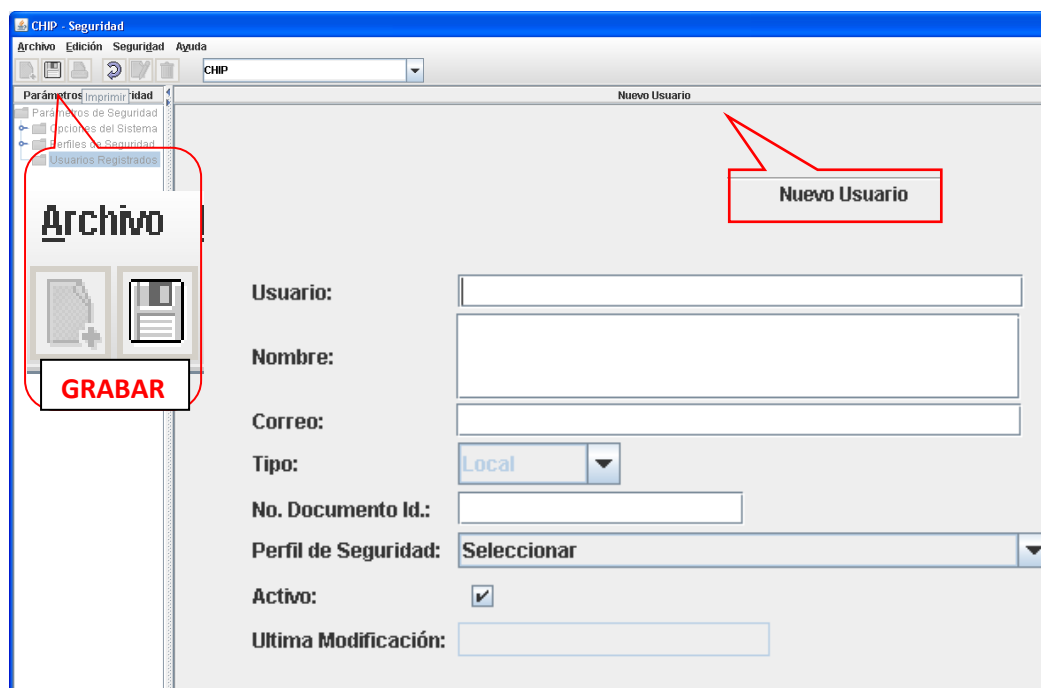 CHIP - Seguridad
Archivo Edición Seguridad Ayuda
CHIP
Parámetros ridad
Nuevo Usuario
Imprimir
Parámetros de Seguridad
Opciones del Sistema
Perfiles de Seguridad
Usuarios Registrados
Nuevo Usuario
Archivo
GRABAR
Usuario:
Nombre:
Correo:
Tipo: Local
No. Documento Id.:
Perfil de Seguridad: Seleccionar
Activo:
Ultima Modificación: